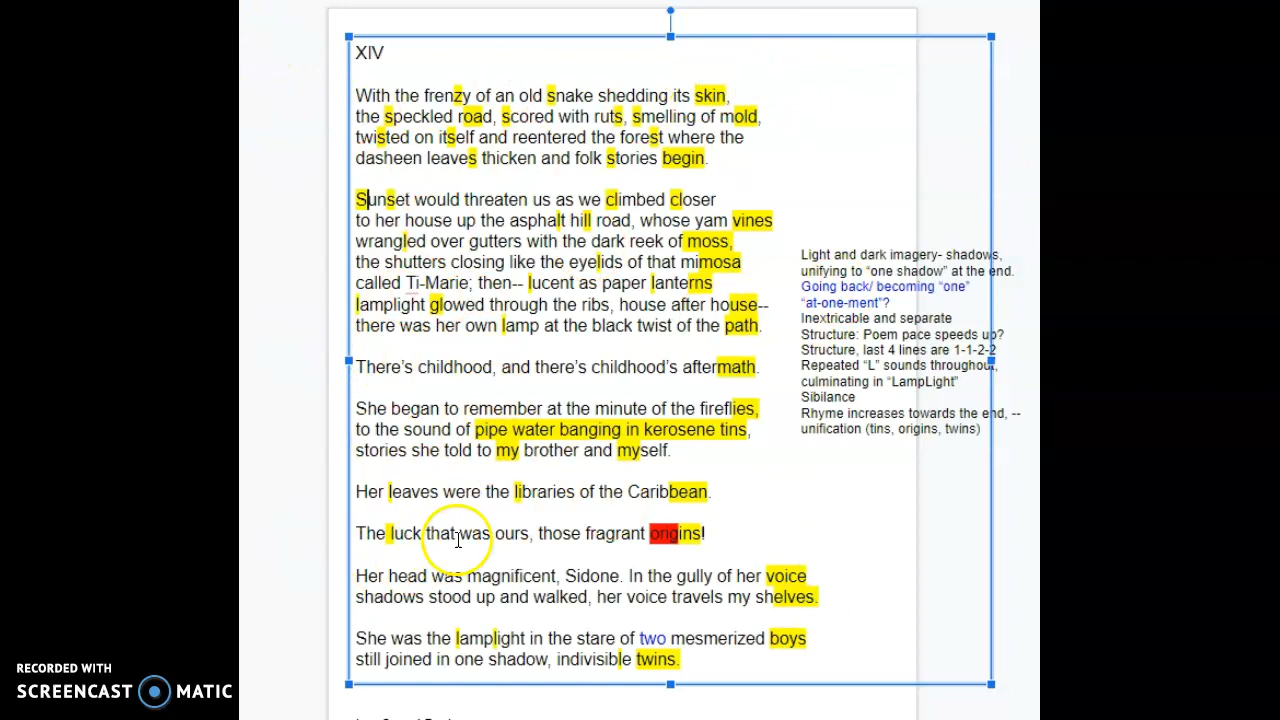 XIV
With the frenzy of an old snake shedding its skin,
the speckled road, scored with ruts, smelling of mold,
twisted on itself and reentered the forest where the
dasheen leaves thicken and folk stories begin.
Sunset would threaten us as we climbed closer
to her house up the asphalt hill road, whose yam vines
wrangled over gutters with the dark reek of moss,
the shutters closing like the eyelids of that mimosa
called Ti-Marie; then-- lucent as paper lanterns
lamplight glowed through the ribs, house after house--
there was her own lamp at the black twist of the path.
There's childhood, and there's childhood's aftermath.
She began to remember at the minute of the fireflies,
to the sound of pipe water banging in kerosene tins,
stories she told to my brother and myself.
Her leaves were the libraries of the Caribbean.
The luck that was ours, those fragrant origins!
Her head was magnificent, Sidone. In the gully of her voice
shadows stood up and walked, her voice travels my shelves.
She was the lamplight in the stare of two mesmerized boys
still joined in one shadow, indivisible twins.
Light and dark imagery- shadows,
unifying to “one shadow” at the end.
Going back/ becoming “one”
“at-one-ment”?
Inextricable and separate
Structure: Poem pace speeds up?
Structure, last 4 lines are 1-1-2-2
Repeated “L” sounds throughout,
culminating in “LampLight”
Sibilance
Rhyme increases towards the end, --
unification (tins, origins, twins)
RECORDED WITH
SCREENCAST MATIC